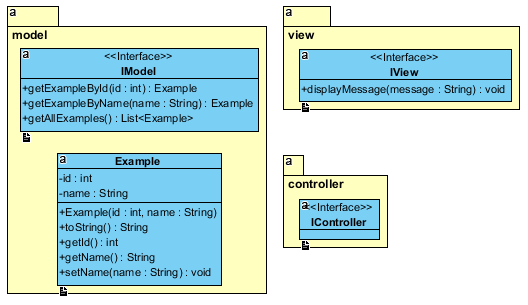 a
model
a
<<Interface>>
IModel
+getExampleById(id : int) : Example
+getExampleByName(name : String) : Example
+getAllExamples() : List<Example>
a
Example
-id : int
-name : String
+Example(id : int, name : String)
+toString() : String
+getId() : int
+getName() : String
+setName(name : String) : void
a
view
a
<<Interface>>
IView
+displayMessage(message : String) : void
a
controller
a
<<Interface>>
IController